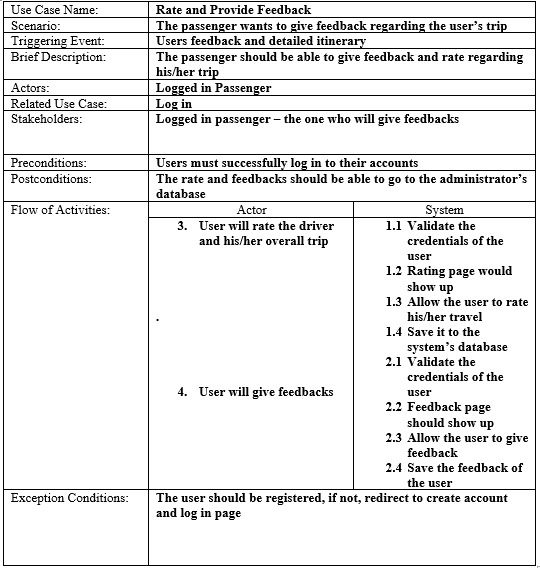 Use Case Name: Rate and Provide Feedback
Scenario: The passenger wants to give feedback regarding the user's trip
Triggering Event: Users feedback and detailed itinerary
Brief Description: The passenger should be able to give feedback and rate regarding
his/her trip
Actors: Logged in Passenger
Related Use Case: Log in
Stakeholders: Logged in passenger – the one who will give feedbacks
Preconditions: Users must successfully log in to their accounts
Postconditions: The rate and feedbacks should be able to go to the administrator's
database
Flow of Activities: Actor System
3. User will rate the driver
and his/her overall trip
.
4. User will give feedbacks
1.1 Validate the
credentials of the
user
1.2 Rating page would
show up
1.3 Allow the user to rate
his/her travel
1.4 Save it to the
system's database
2.1 Validate the
credentials of the
user
2.2 Feedback page
should show up
2.3 Allow the user to give
feedback
2.4 Save the feedback of
the user
Exception Conditions: The user should be registered, if not, redirect to create account
and log in page